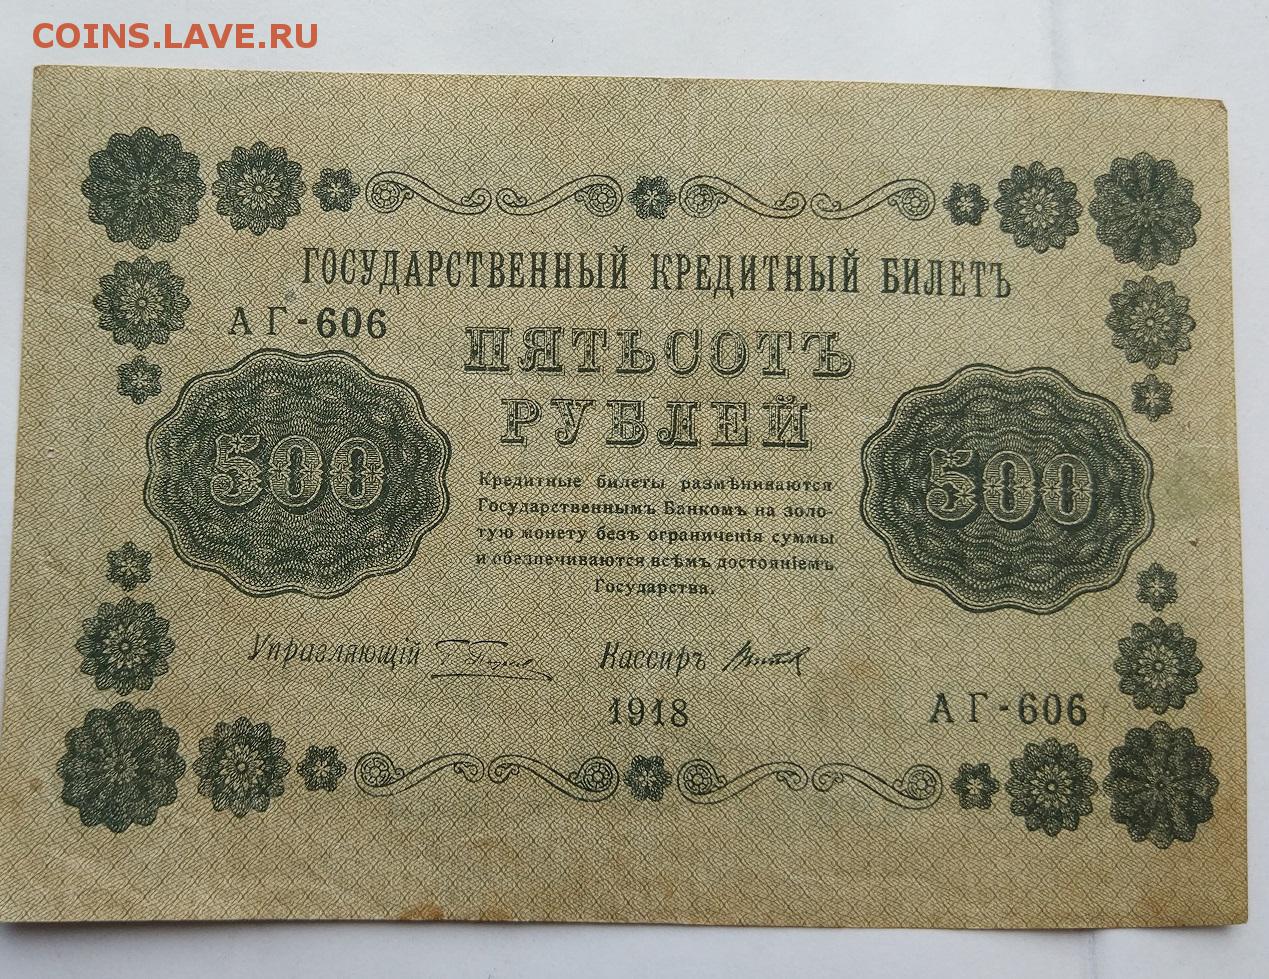 COINS.LAVE.RU
ГОСУДАРСТВЕННЫЙ КРЕДИТНЫЙ БИЛЕТЪ
АГ-606
ПЯТЬСОТЪ
РУБЛЕЙ
500
500
Кредитные билеты размѣниваются
Государственнымъ Банкомъ на золо-
тую монету безъ ограниченія суммы
и обезпечиваются всѣмъ достояніемъ
Государства.
Управляющій
Кассиръ
1918
АГ-606